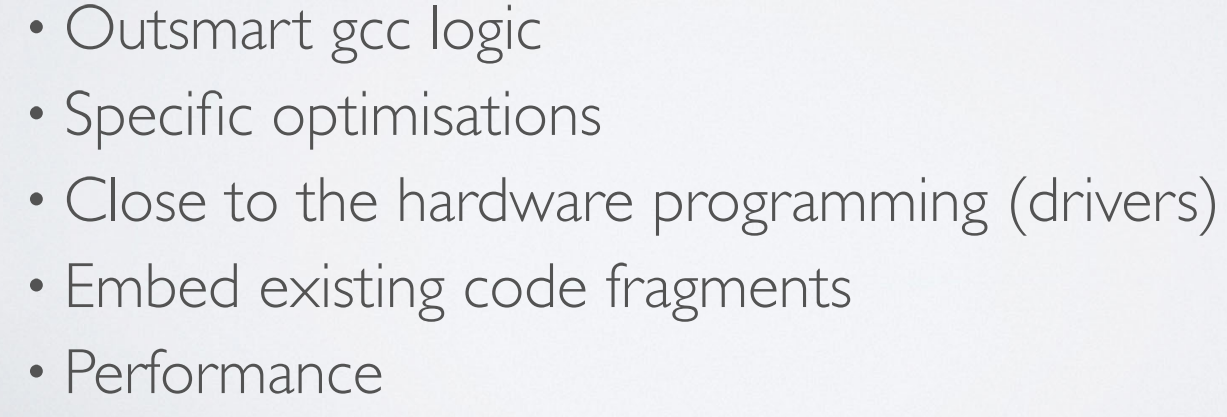 • Outsmart gcc logic
• Specific optimisations
• Close to the hardware programming (drivers)
• Embed existing code fragments
• Performance